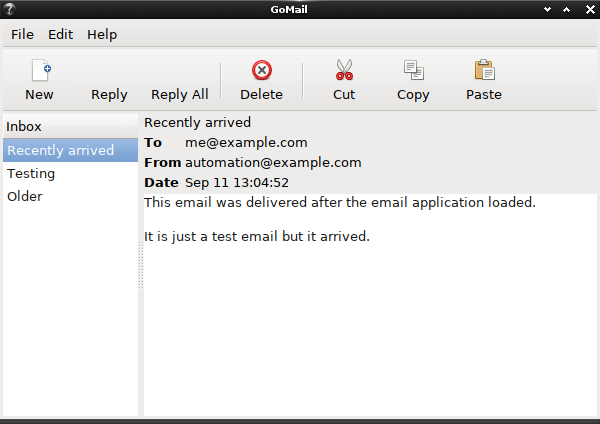 GoMail
File Edit Help
New Reply Reply All Delete Cut Copy Paste
Inbox
Recently arrived
Testing
Older
Recently arrived
To me@example.com
From automation@example.com
Date Sep 11 13:04:52
This email was delivered after the email application loaded.
It is just a test email but it arrived.